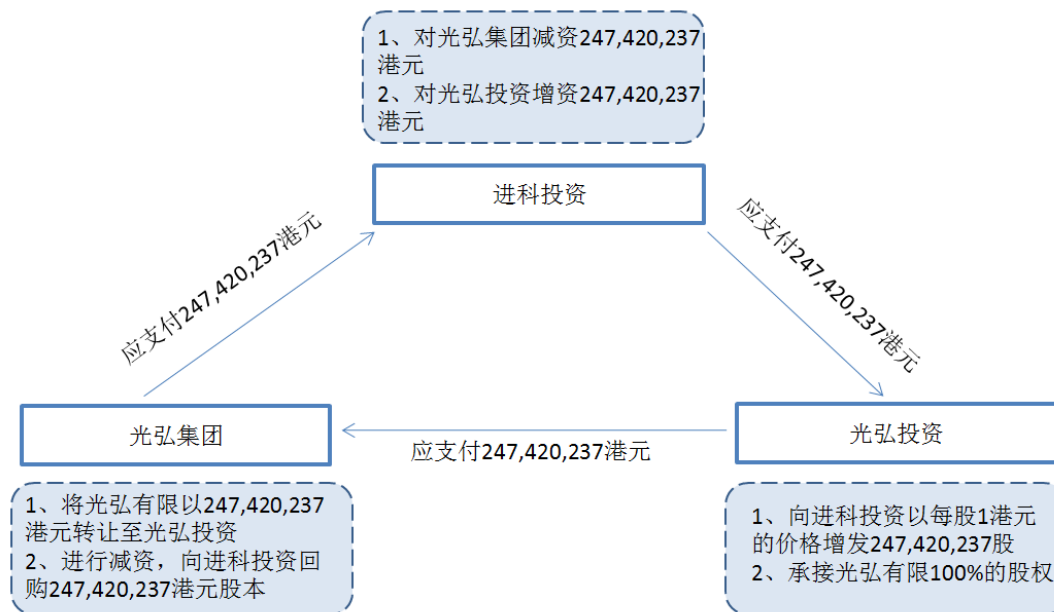 1、对光弘集团减资247,420,237
港元
2、对光弘投资增资247,420,237
港元
进科投资
应支付247,420,237港元
应支付247,420,237港元
光弘集团
应支付247,420,237港元
光弘投资
1、将光弘有限以247,420,237
港元转让至光弘投资
2、进行减资，向进科投资回
购247,420,237港元股本
1、向进科投资以每股1港元
的价格增发247,420,237股
2、承接光弘有限100%的股权